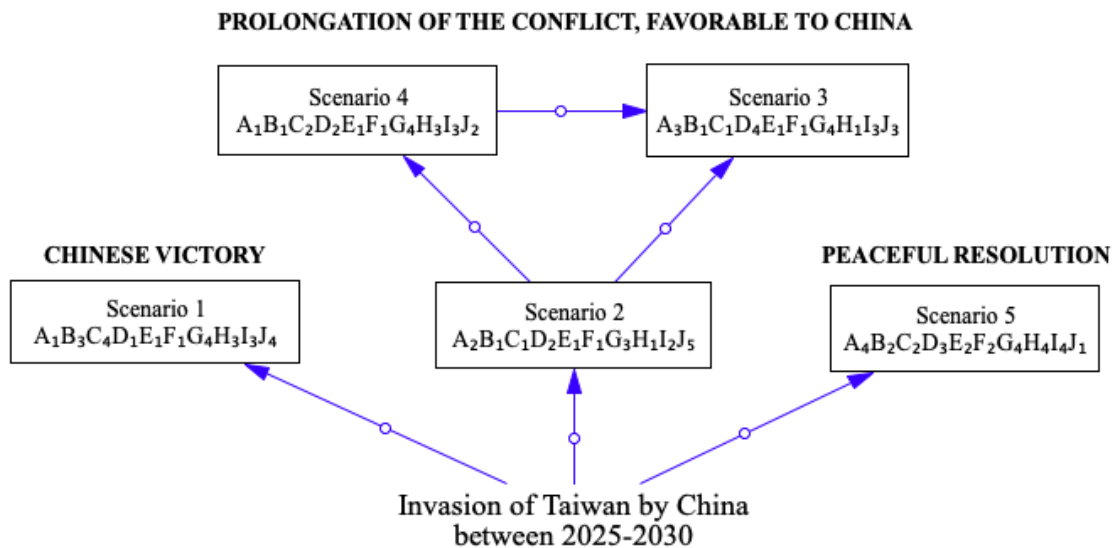 PROLONGATION OF THE CONFLICT, FAVORABLE TO CHINA
Scenario 4
A₁B₁C₂D₂E₁F₁G₄H₃I₃J₂
Scenario 3
A₃B₁C₁D₄E₁F₁G₄H₁I₃J₃
CHINESE VICTORY
Scenario 1
A₁B₃C₄D₁E₁F₁G₄H₃I₃J₄
Scenario 2
A₂B₁C₁D₂E₁F₁G₃H₁I₂J₅
PEACEFUL RESOLUTION
Scenario 5
A₄B₂C₂D₃E₂F₂G₄H₄I₄J₁
Invasion of Taiwan by China
between 2025-2030